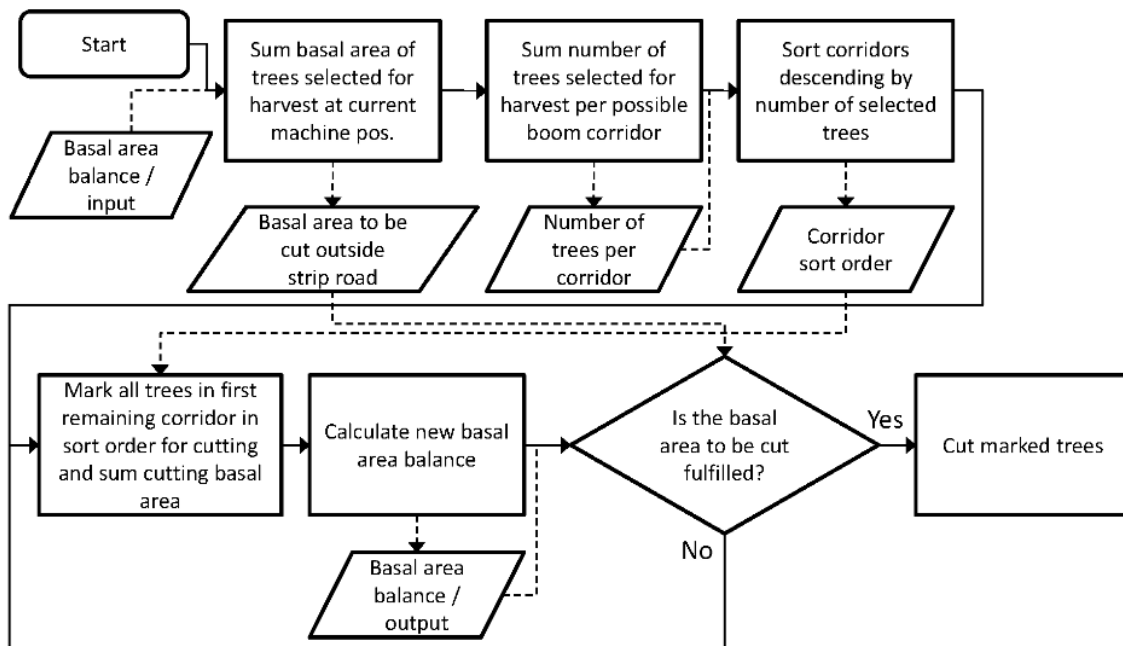 Start
Sum basal area of
trees selected for
harvest at current
machine pos.
Sum number of
trees selected for
harvest per possible
boom corridor
Sort corridors
descending by
number of selected
trees
Basal area
balance /
input
Basal area to be
cut outside
strip road
Number of
trees per
corridor
Corridor
sort order
Mark all trees in first
remaining corridor in
sort order for cutting
and sum cutting basal
area
Calculate new basal
area balance
Is the basal
area to be cut
fulfilled?
Yes
Cut marked trees
No
Basal area
balance /
output